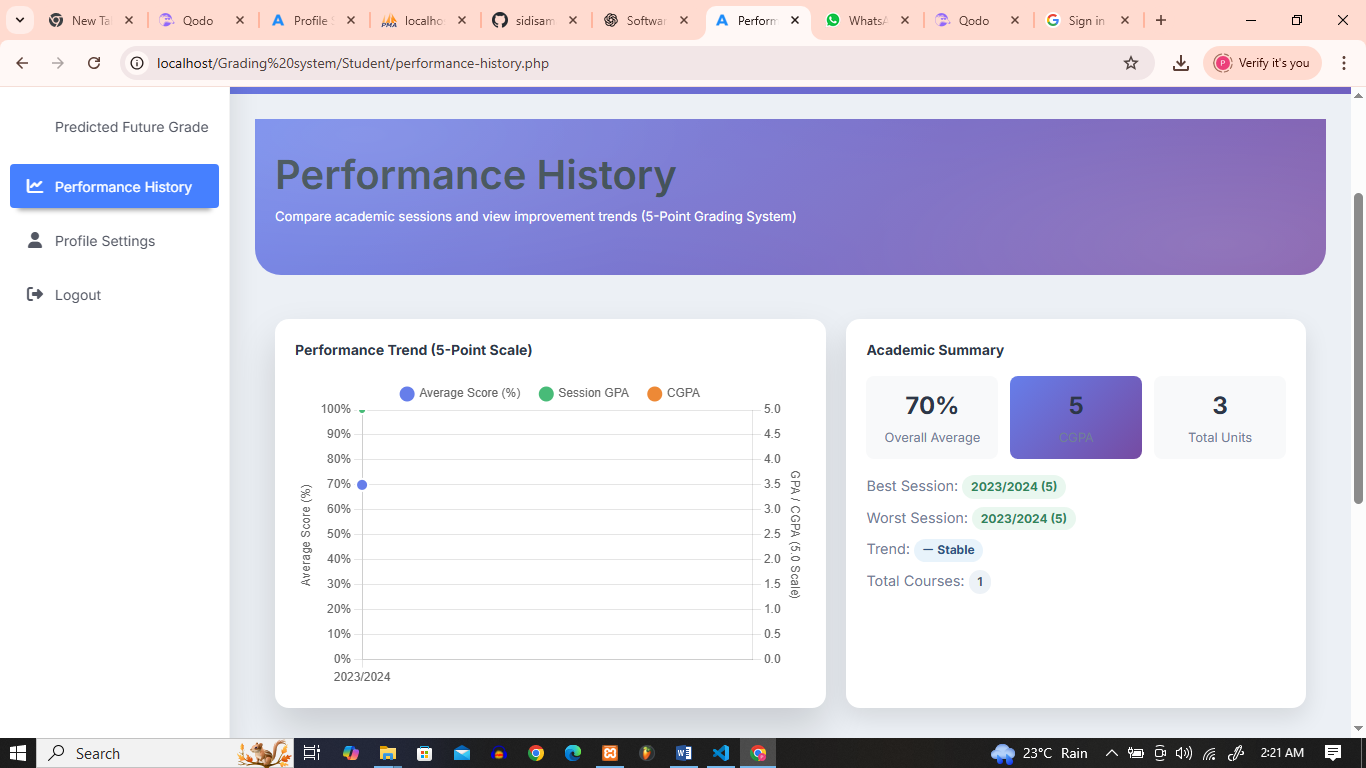 New Ta
Qodo
Profile S
localho
sidisam
Softwar
Perform
WhatsA
Qodo
Sign in
localhost/Grading%20system/Student/performance-history.php
Verify it's you
Predicted Future Grade
Performance History
Profile Settings
Logout
Performance History
Compare academic sessions and view improvement trends (5-Point Grading System)
Performance Trend (5-Point Scale)
Average Score (%) Session GPA CGPA
100% 5.0
90% 4.5
80% 4.0
70% 3.5
60% 3.0
50% 2.5
40% 2.0
30% 1.5
20% 1.0
10% 0.5
0% 0.0
Average Score (%)
GPA / CGPA (5.0 Scale)
2023/2024
Academic Summary
70%
Overall Average
5
CGPA
3
Total Units
Best Session: 2023/2024 (5)
Worst Session: 2023/2024 (5)
Trend: — Stable
Total Courses: 1
Search
23°C Rain
2:21 AM